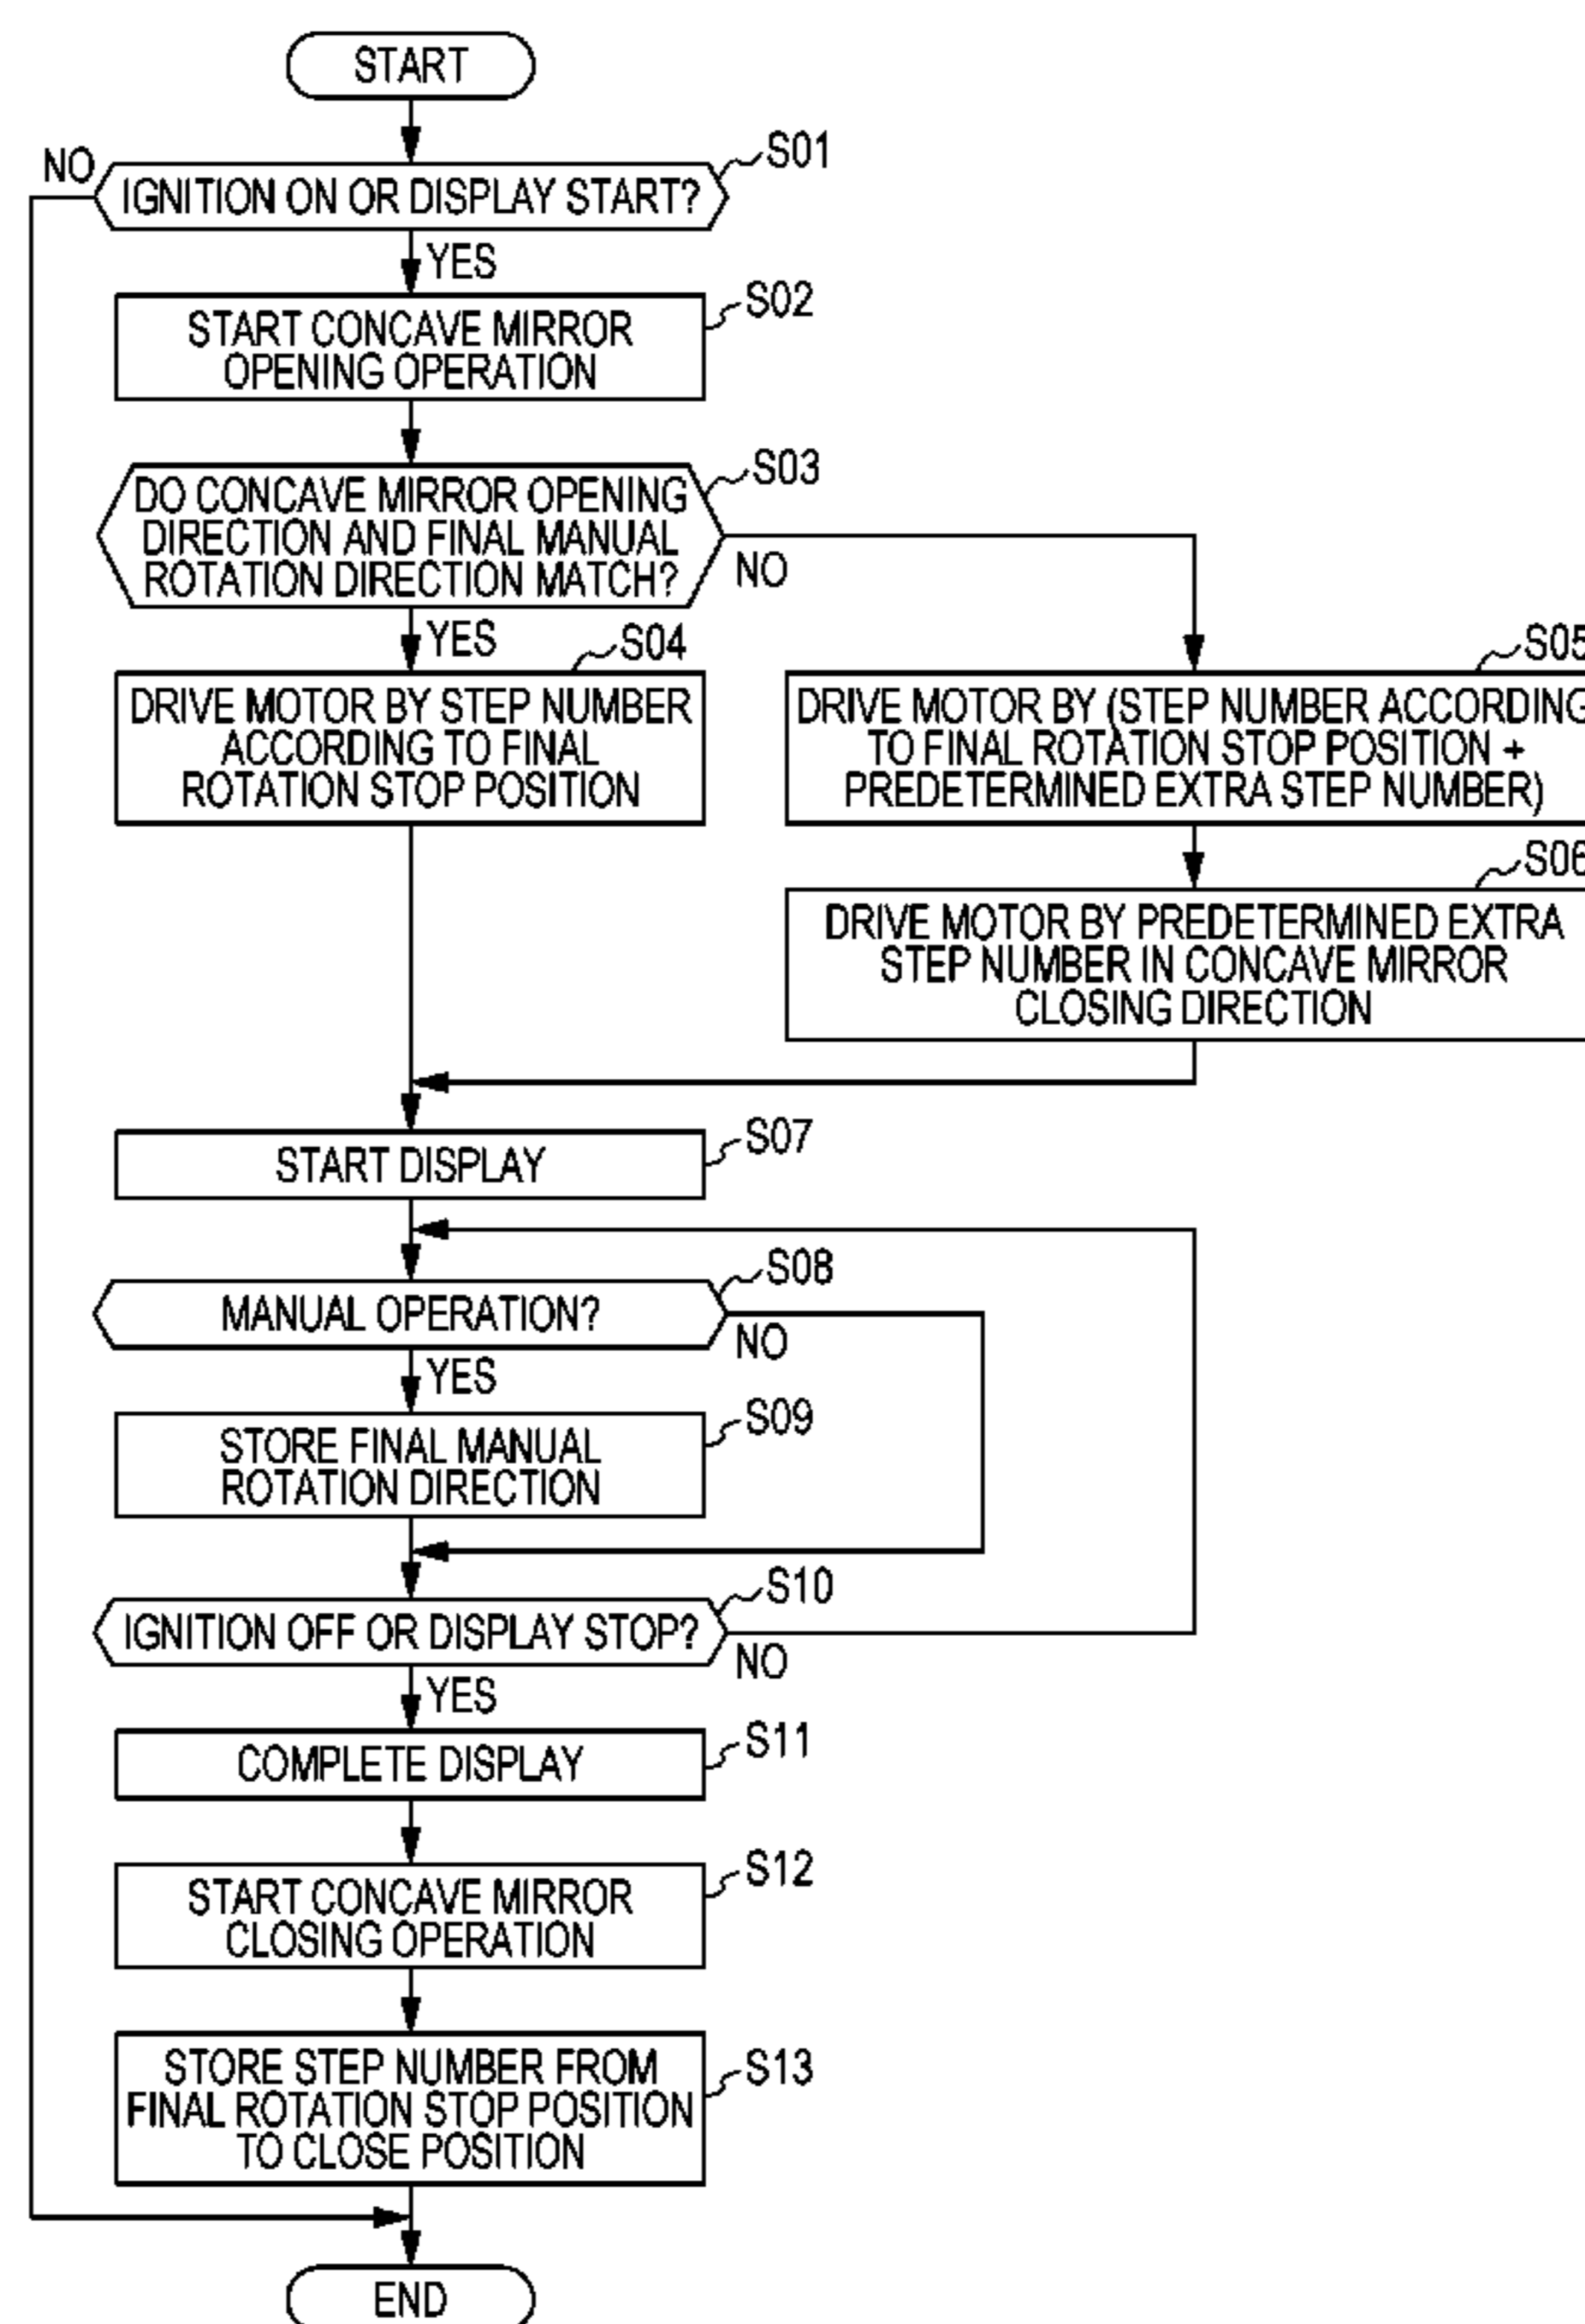 START
NO
S01
IGNITION ON OR DISPLAY START?
YES
S02
START CONCAVE MIRROR
OPENING OPERATION
S03
DO CONCAVE MIRROR OPENING
DIRECTION AND FINAL MANUAL
ROTATION DIRECTION MATCH?
NO
YES
S04
DRIVE MOTOR BY STEP NUMBER
ACCORDING TO FINAL
ROTATION STOP POSITION
S05
DRIVE MOTOR BY (STEP NUMBER ACCORDING
TO FINAL ROTATION STOP POSITION +
PREDETERMINED EXTRA STEP NUMBER)
S06
DRIVE MOTOR BY PREDETERMINED EXTRA
STEP NUMBER IN CONCAVE MIRROR
CLOSING DIRECTION
S07
START DISPLAY
S08
MANUAL OPERATION?
NO
YES
S09
STORE FINAL MANUAL
ROTATION DIRECTION
S10
IGNITION OFF OR DISPLAY STOP?
NO
YES
S11
COMPLETE DISPLAY
S12
START CONCAVE MIRROR
CLOSING OPERATION
S13
STORE STEP NUMBER FROM
FINAL ROTATION STOP POSITION
TO CLOSE POSITION
END